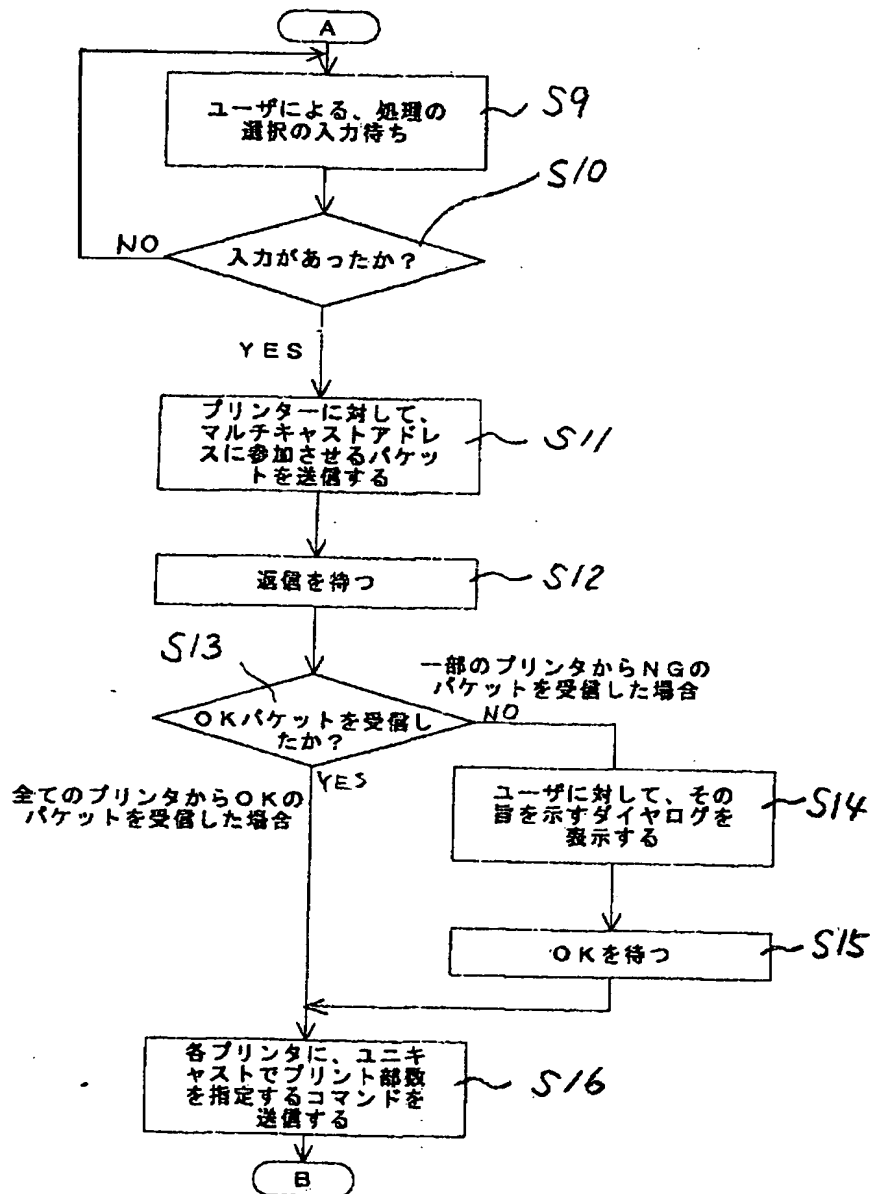 A
ユーザによる、処理の
選択の入力待ち
S9
S10
入力があったか?
NO
YES
プリンターに対して、
マルチキャストアドレ
スに参加させるパケッ
トを送信する
S11
返信を待つ
S12
S13
OKパケットを受信し
たか?
一部のプリンタからNGの
パケットを受信した場合
NO
YES
全てのプリンタからOKの
パケットを受信した場合
ユーザに対して、その
旨を示すダイヤログを
表示する
S14
OKを待つ
S15
各プリンタに、ユニキ
ャストでプリント部数
を指定するコマンドを
送信する
S16
B